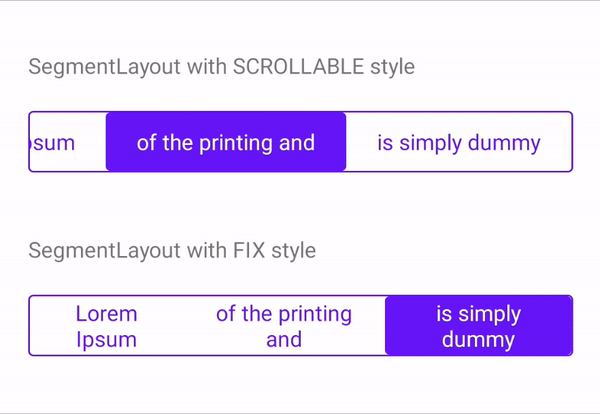 SegmentLayout with SCROLLABLE style
sum of the printing and is simply dummy
SegmentLayout with FIX style
Lorem of the printing is simply
Ipsum and dummy